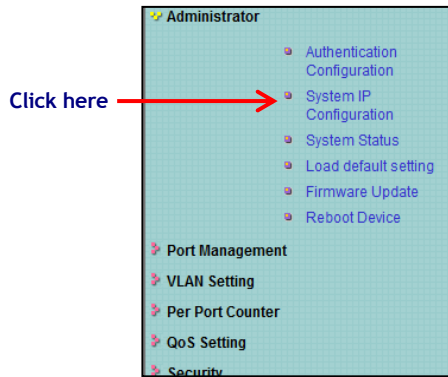 Administrator
Authentication
Configuration
Click here
System IP
Configuration
System Status
Load default setting
Firmware Update
Reboot Device
Port Management
VLAN Setting
Per Port Counter
QoS Setting
Security